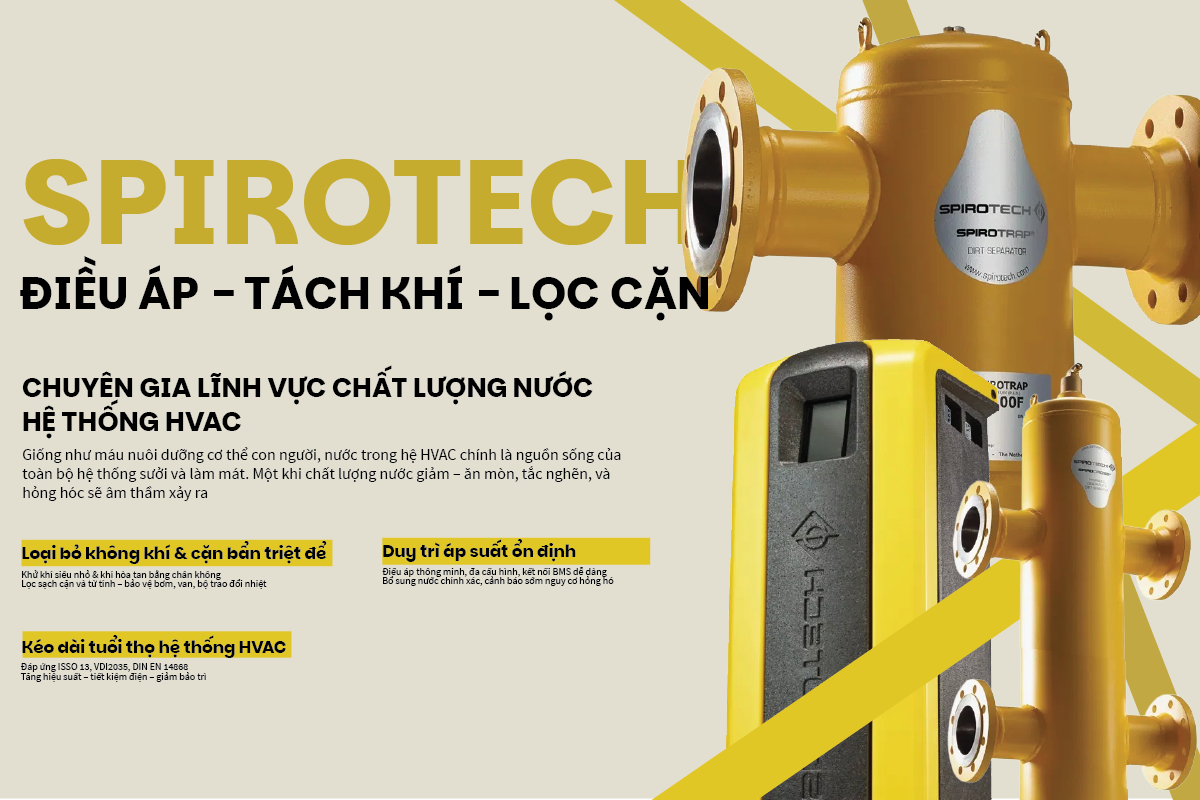 SPIROTECH
ĐIỀU ÁP – TÁCH KHÍ – LỌC CẶN
CHUYÊN GIA LĨNH VỰC CHẤT LƯỢNG NƯỚC
HỆ THỐNG HVAC
Giống như máu nuôi dưỡng cơ thể con người, nước trong hệ HVAC chính là nguồn sống của
toàn bộ hệ thống sưởi và làm mát. Một khi chất lượng nước giảm – ăn mòn, tắc nghẽn, và
hỏng hóc sẽ âm thầm xảy ra
Loại bỏ không khí & cặn bẩn triệt để
Khử khí siêu nhỏ & khí hòa tan bằng chân không
Lọc sạch cặn và từ tính – bảo vệ bơm, van, bộ trao đổi nhiệt
Duy trì áp suất ổn định
Điều áp thông minh, đa cấu hình, kết nối BMS dễ dàng
Bổ sung nước chính xác, cảnh báo sớm nguy cơ hỏng hó
Kéo dài tuổi thọ hệ thống HVAC
Đáp ứng ISSO 13, VDI2035, DIN EN 14868
Tăng hiệu suất – tiết kiệm điện – giảm bảo trì
SPIROTECH
SPIROTRAP
DIRT SEPARATOR
www.spirotech.com
SPIROTECH